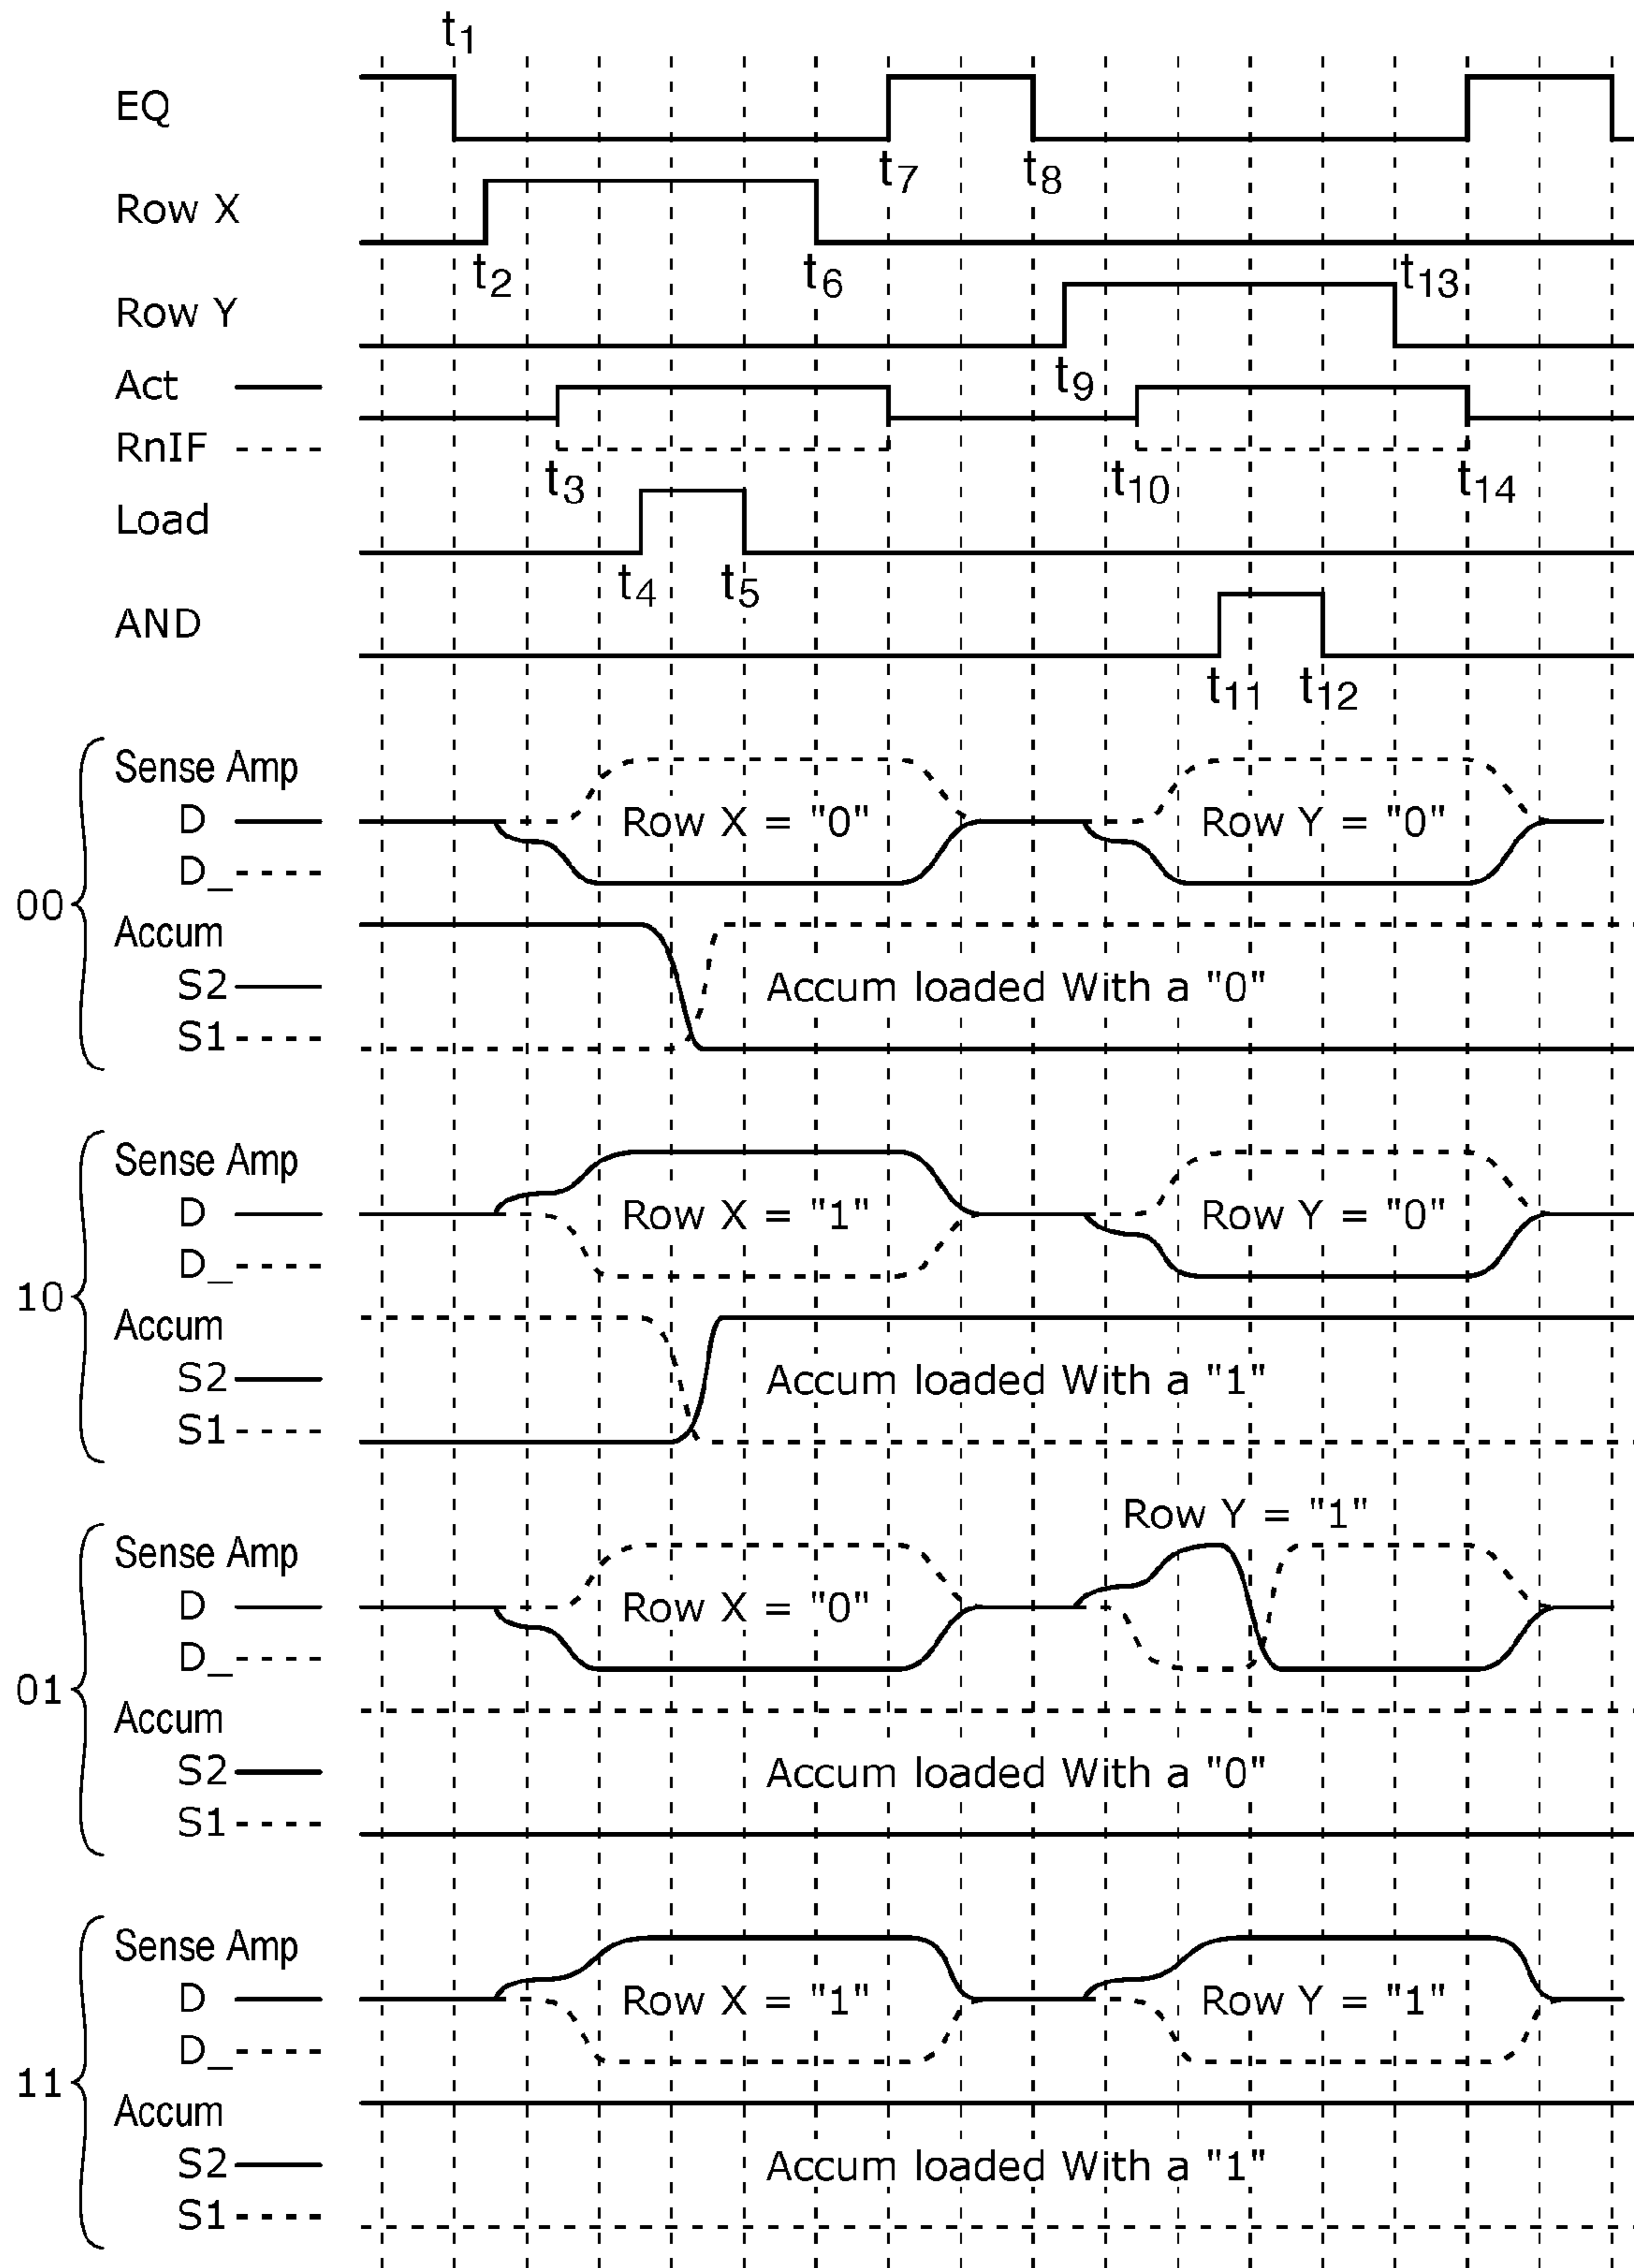 t1
EQ
t7 t8
Row X
t2 t6 t13
Row Y
t9
Act
RnIF
t3 t10 t14
Load
t4 t5
AND
t11 t12
Sense Amp
D Row X = "0" Row Y = "0"
D_
00
Accum
S2 Accum loaded With a "0"
S1
Sense Amp
D Row X = "1" Row Y = "0"
D_
10
Accum
S2 Accum loaded With a "1"
S1
Row Y = "1"
Sense Amp
D Row X = "0"
D_
01
Accum
S2 Accum loaded With a "0"
S1
Sense Amp
D Row X = "1" Row Y = "1"
D_
11
Accum
S2 Accum loaded With a "1"
S1